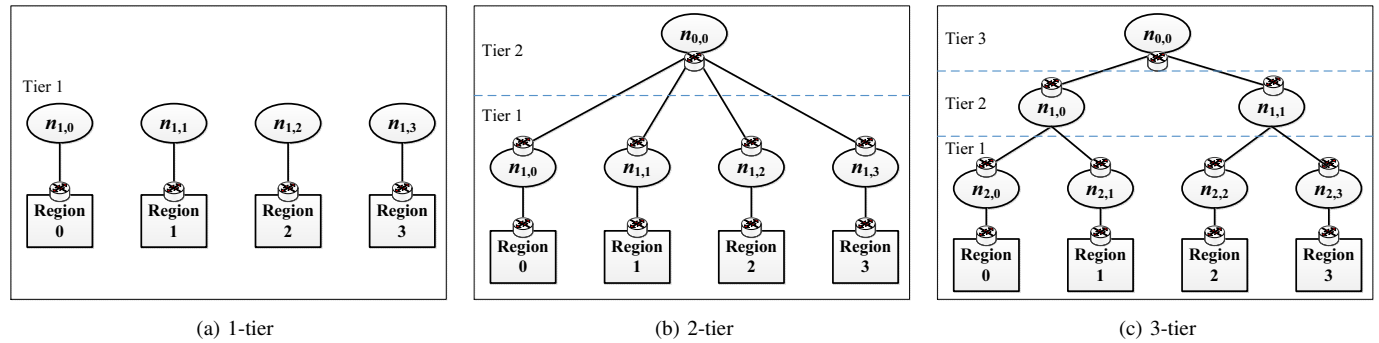 Tier 1
n1,0 n1,1 n1,2 n1,3
Region 0 Region 1 Region 2 Region 3
(a) 1-tier
n0,0
Tier 2
Tier 1
n1,0 n1,1 n1,2 n1,3
Region 0 Region 1 Region 2 Region 3
(b) 2-tier
n0,0
Tier 3
Tier 2
n1,0 n1,1
Tier 1
n2,0 n2,1 n2,2 n2,3
Region 0 Region 1 Region 2 Region 3
(c) 3-tier